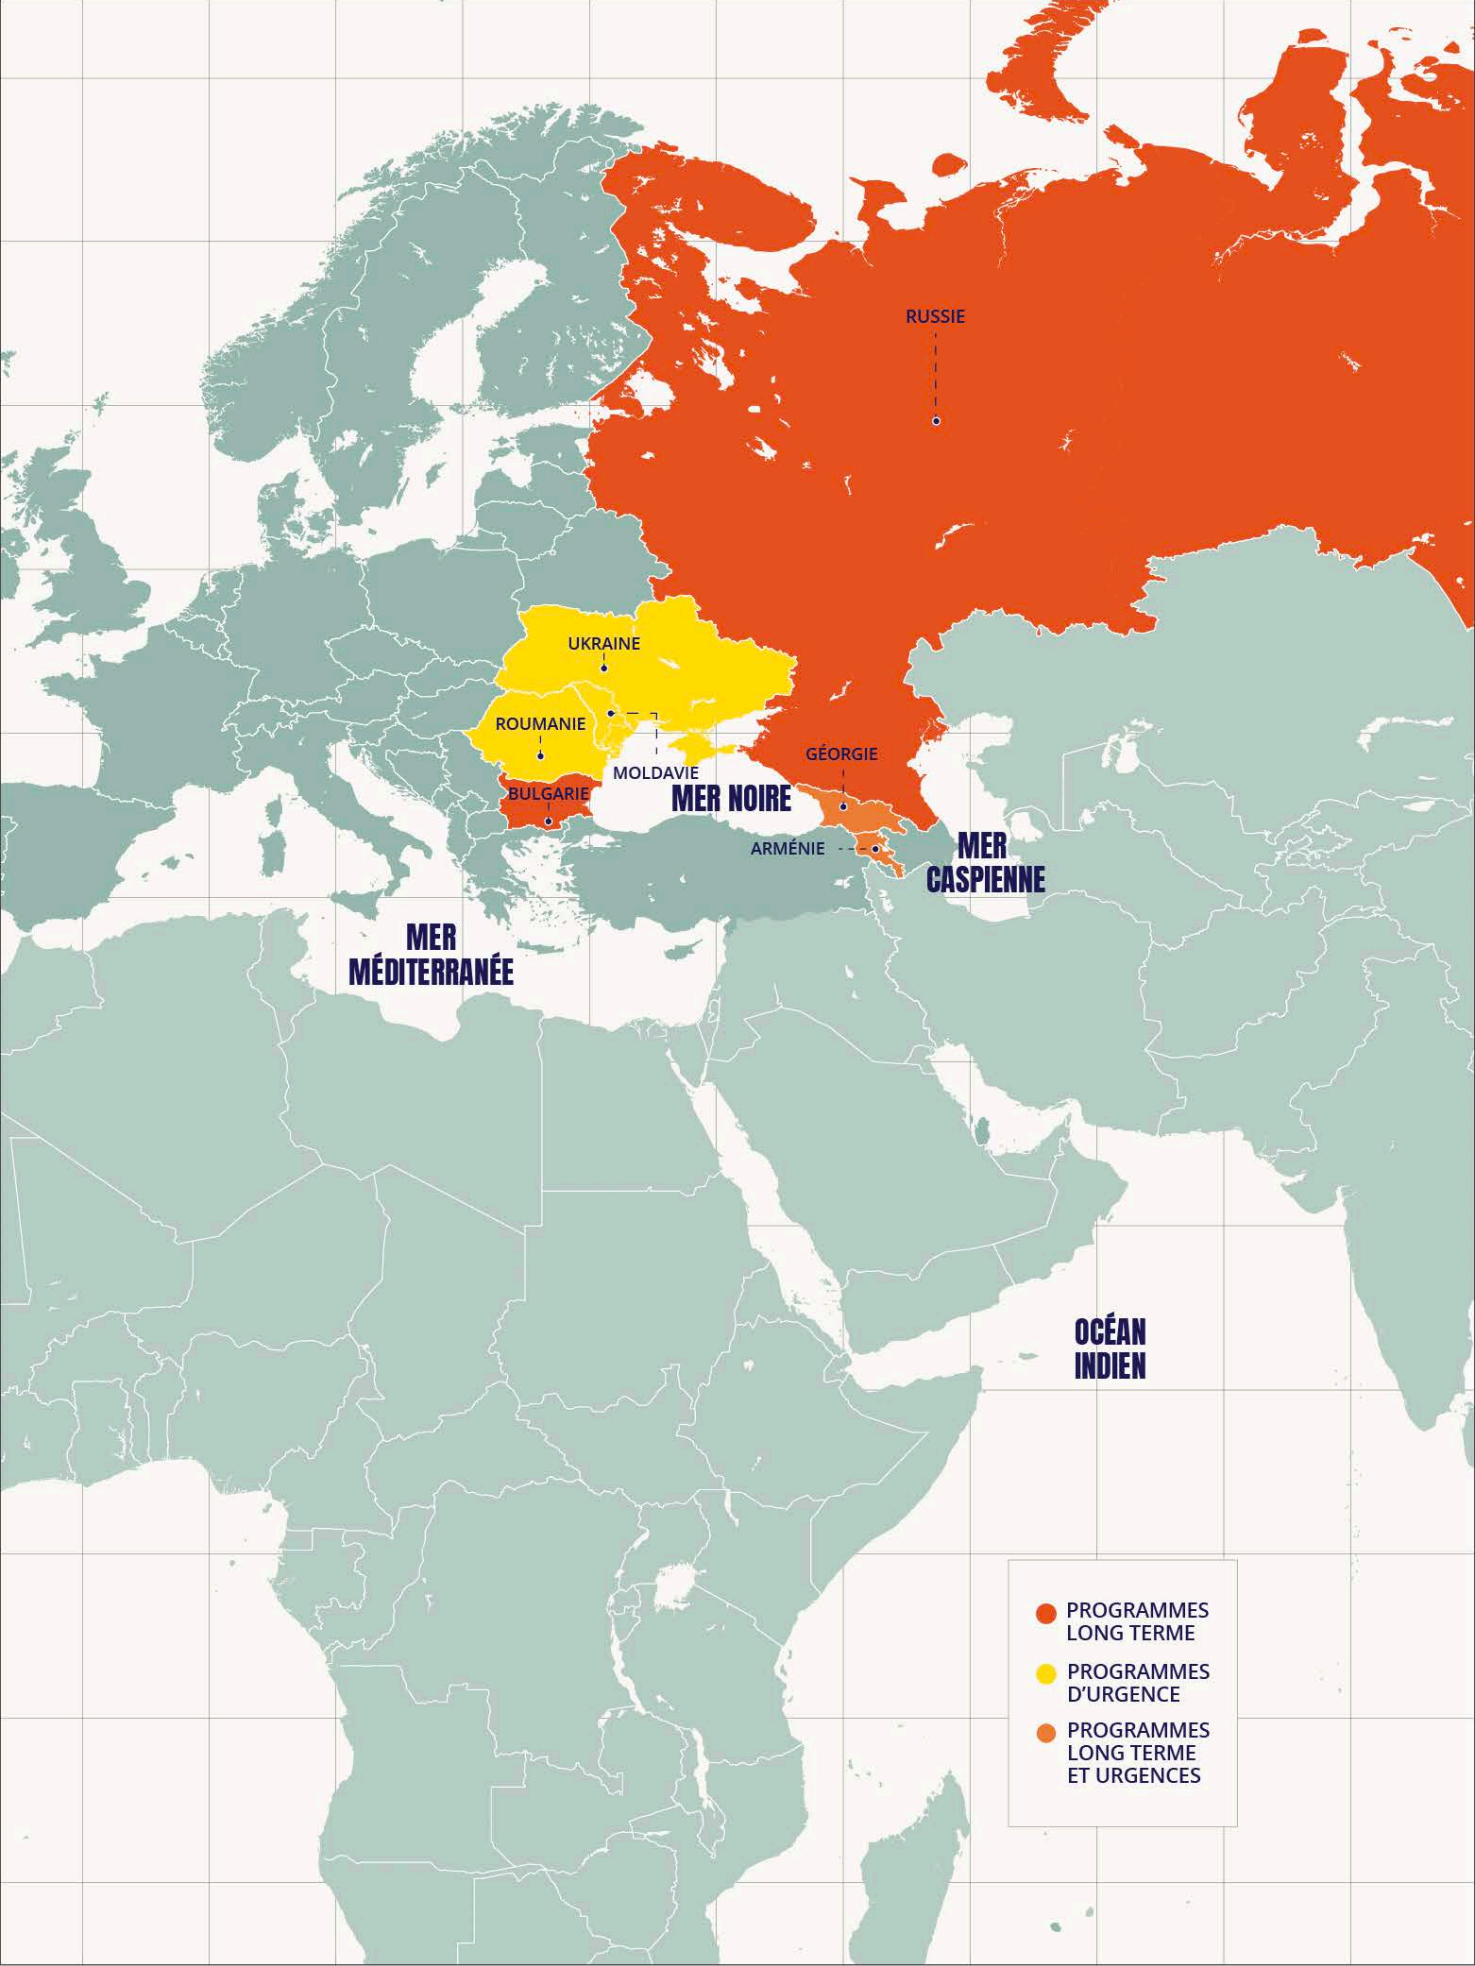 RUSSIE
UKRAINE
ROUMANIE
MOLDAVIE
BULGARIE
MER NOIRE
GÉORGIE
ARMÉNIE
MER
CASPIENNE
MER
MÉDITERRANÉE
OCÉAN
INDIEN
PROGRAMMES
LONG TERME
PROGRAMMES
D'URGENCE
PROGRAMMES
LONG TERME
ET URGENCES